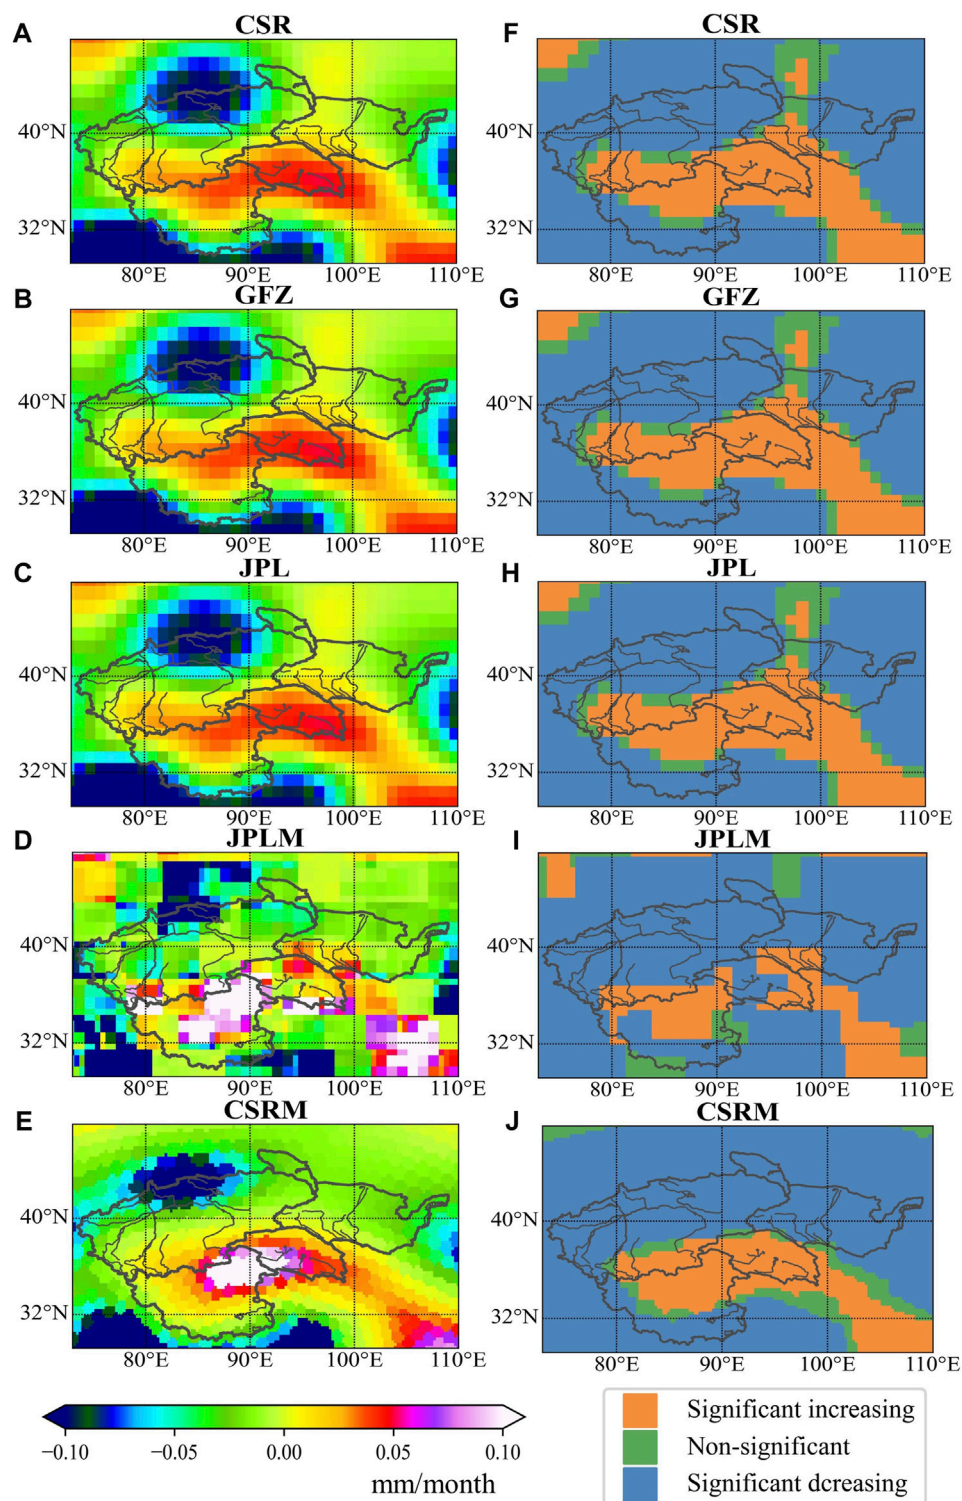 A CSR F CSR
40°N 40°N
32°N 32°N
80°E 90°E 100°E 110°E 80°E 90°E 100°E 110°E
B GFZ G GFZ
40°N 40°N
32°N 32°N
80°E 90°E 100°E 110°E 80°E 90°E 100°E 110°E
C JPL H JPL
40°N 40°N
32°N 32°N
80°E 90°E 100°E 110°E 80°E 90°E 100°E 110°E
D JPLM I JPLM
40°N 40°N
32°N 32°N
80°E 90°E 100°E 110°E 80°E 90°E 100°E 110°E
E CSRM J CSRM
40°N 40°N
32°N 32°N
80°E 90°E 100°E 110°E 80°E 90°E 100°E 110°E
−0.10 −0.05 0.00 0.05 0.10
mm/month
Significant increasing
Non-significant
Significant dcreasing